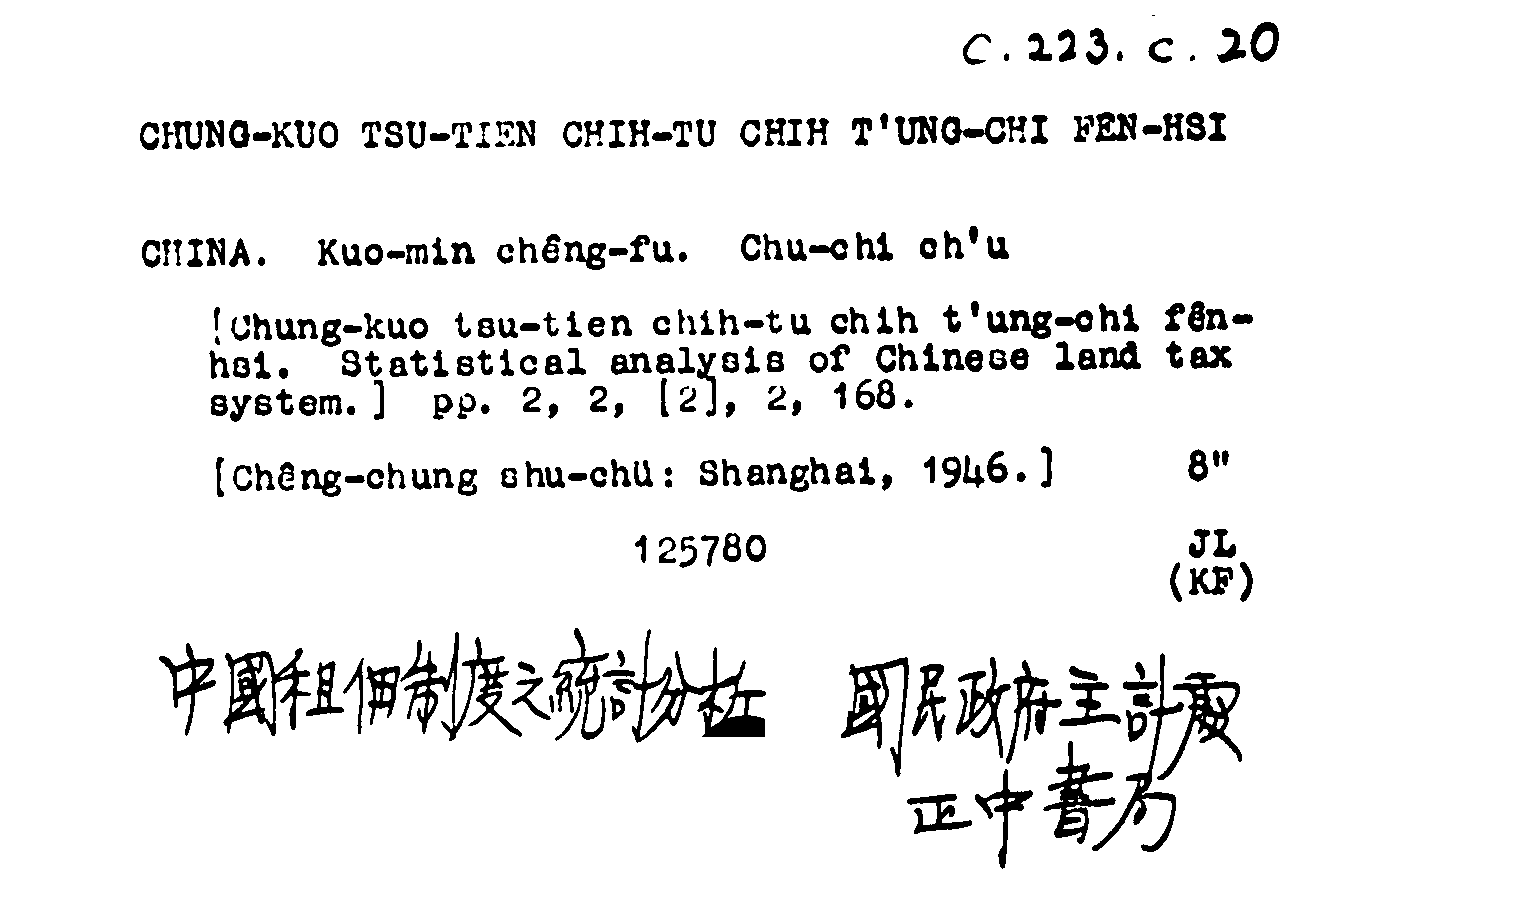 C.223.c.20
CHUNG-KUO TSU-TIEN CHIH-TU CHIH T'UNG-CHI FEN-HSI
CHINA. Kuo-min chêng-fu. Chu-chi ch'u
[Chung-kuo tsu-tien chih-tu chih t'ung-chi fên-
hsi. Statistical analysis of Chinese land tax
system.] pp. 2, 2, [2], 2, 168.
[Chêng-chung shu-chü: Shanghai, 1946.] 8"
125780 JL
(KF)
中國租佃制度之統計分析 國民政府主計處
正中書局